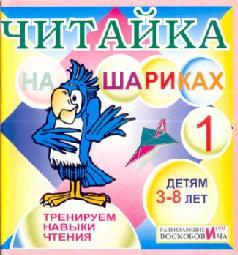 ЧИТАЙКА
НА ШАРИКАХ
1
ДЕТЯМ
3-8 ЛЕТ
ТРЕНИРУЕМ
НАВЫКИ
ЧТЕНИЯ
РАЗВИВАЮЩИЕ ИГРЫ
ВОСКОБОВИЧА